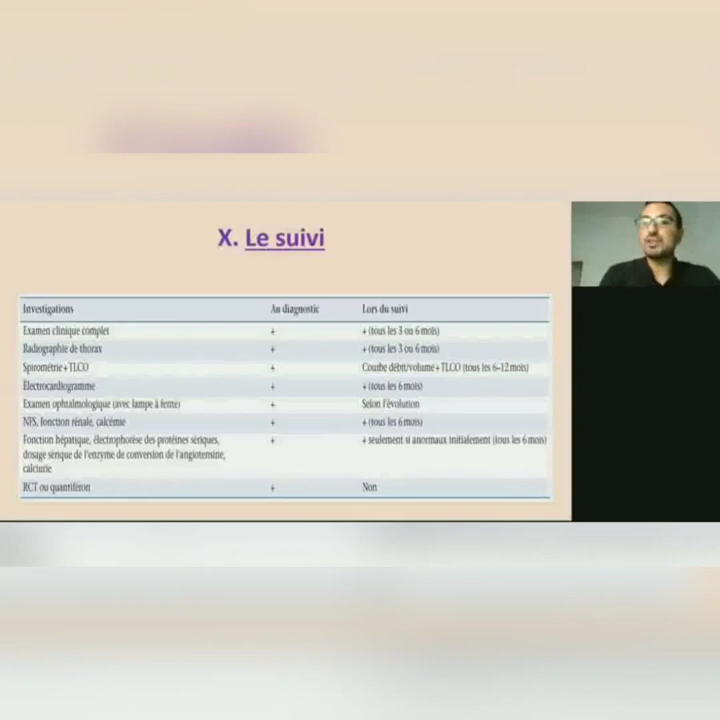 X. Le suivi
Investigations Au diagnostic Lors du suivi
Examen clinique complet + + (tous les 3 ou 6 mois)
Radiographie de thorax + + (tous les 3 ou 6 mois)
Spirométrie + TLCO + Courbe débit/volume + TLCO (tous les 6–12 mois)
Électrocardiogramme + + (tous les 6 mois)
Examen ophtalmologique (avec lampe à fente) + Selon l'évolution
NFS, fonction rénale, calcémie + + (tous les 6 mois)
Fonction hépatique, électrophorèse des protéines sériques, + + seulement si anormaux initialement (tous les 6 mois)
dosage sérique de l'enzyme de conversion de l'angiotensine,
calciurie
RCT ou quantiféron + Non